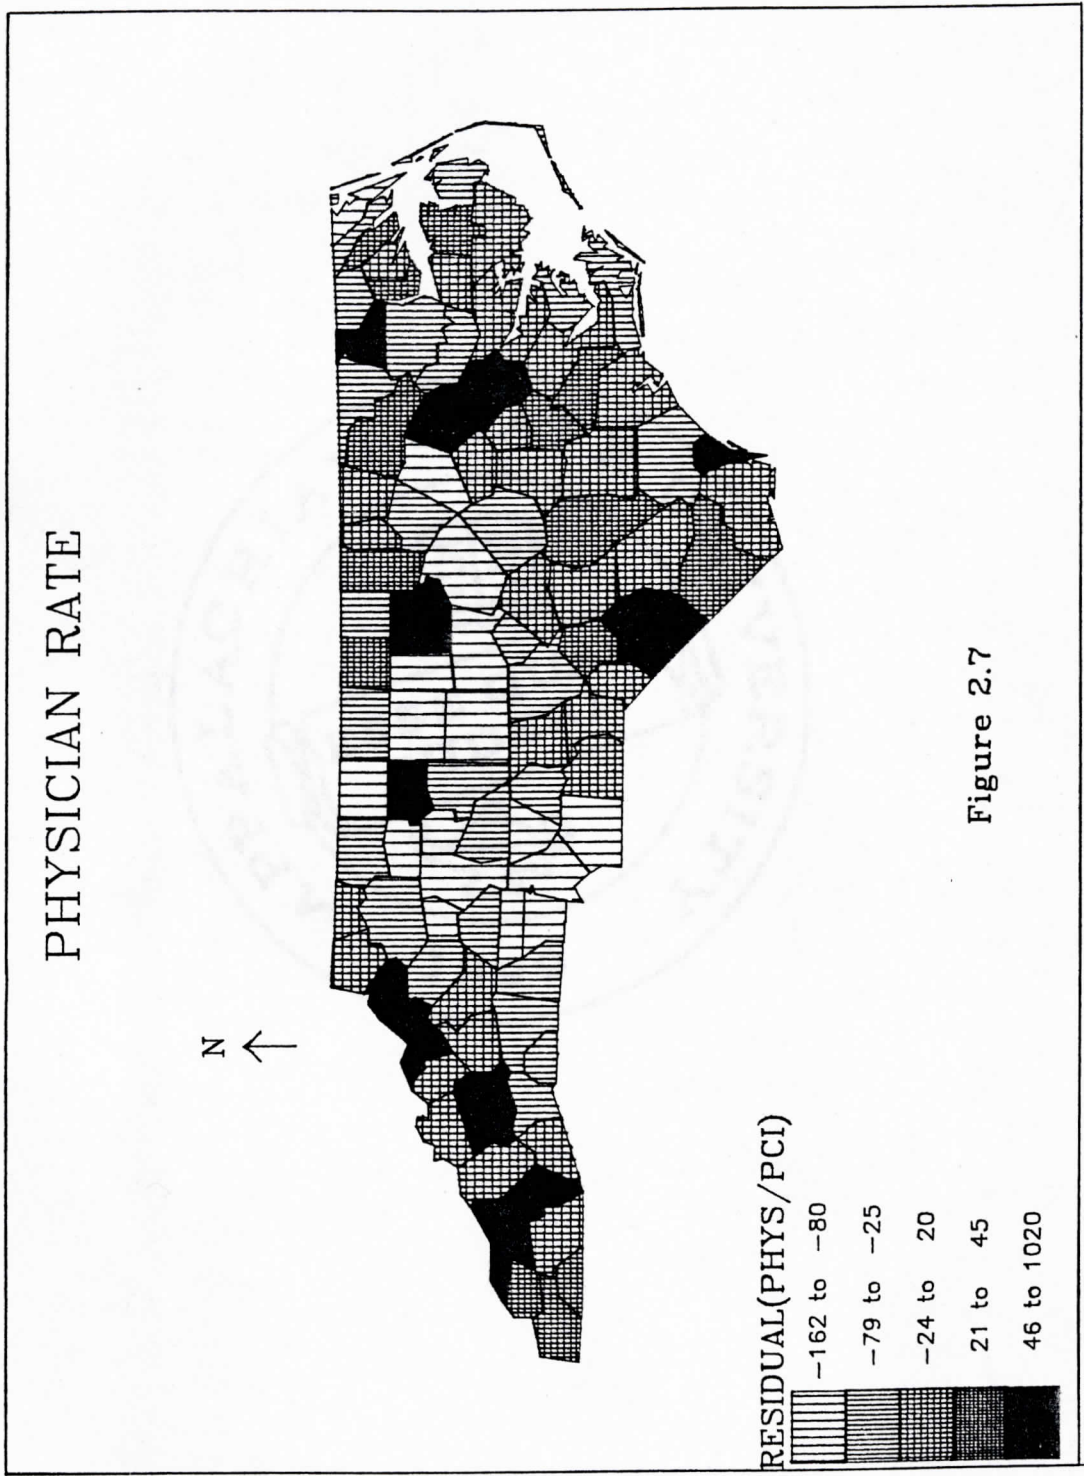 PHYSICIAN RATE
N
RESIDUAL(PHYS/PCI)
−162 to −80
−79 to −25
−24 to 20
21 to 45
46 to 1020
Figure 2.7